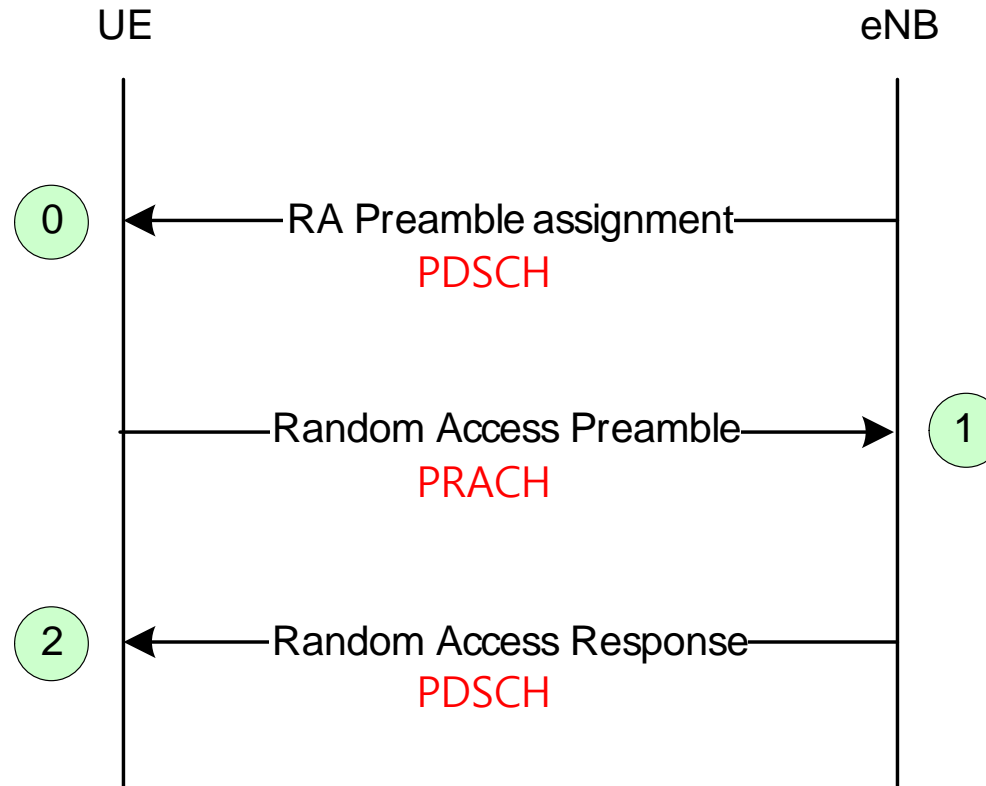 UE
eNB
0
RA Preamble assignment
PDSCH
Random Access Preamble
1
PRACH
2
Random Access Response
PDSCH